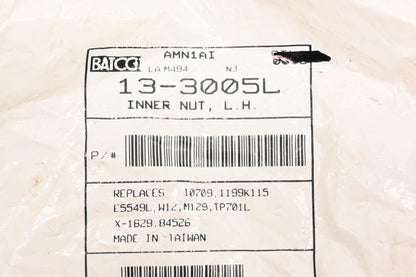 AMN1AI
BATCO
LA M494 NJ
13-3005L
INNER NUT, L.H.
P/#
REPLACES 10709,1199K115
E5549L,W12,M129,TP701L
X-1629,84526
MADE IN TAIWAN